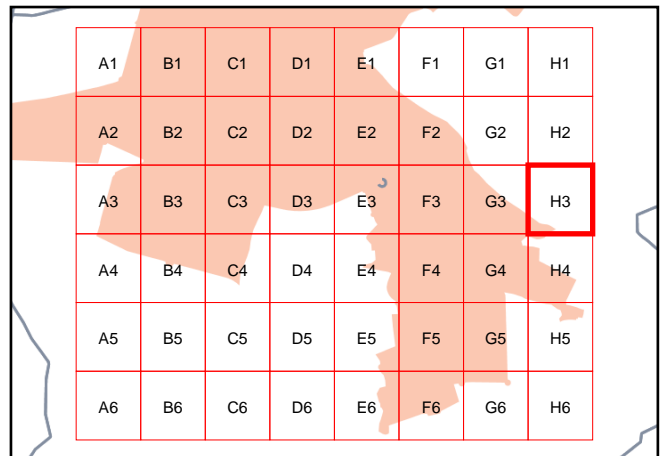 A1 B1 C1 D1 E1 F1 G1 H1
A2 B2 C2 D2 E2 F2 G2 H2
A3 B3 C3 D3 E3 F3 G3 H3
A4 B4 C4 D4 E4 F4 G4 H4
A5 B5 C5 D5 E5 F5 G5 H5
A6 B6 C6 D6 E6 F6 G6 H6